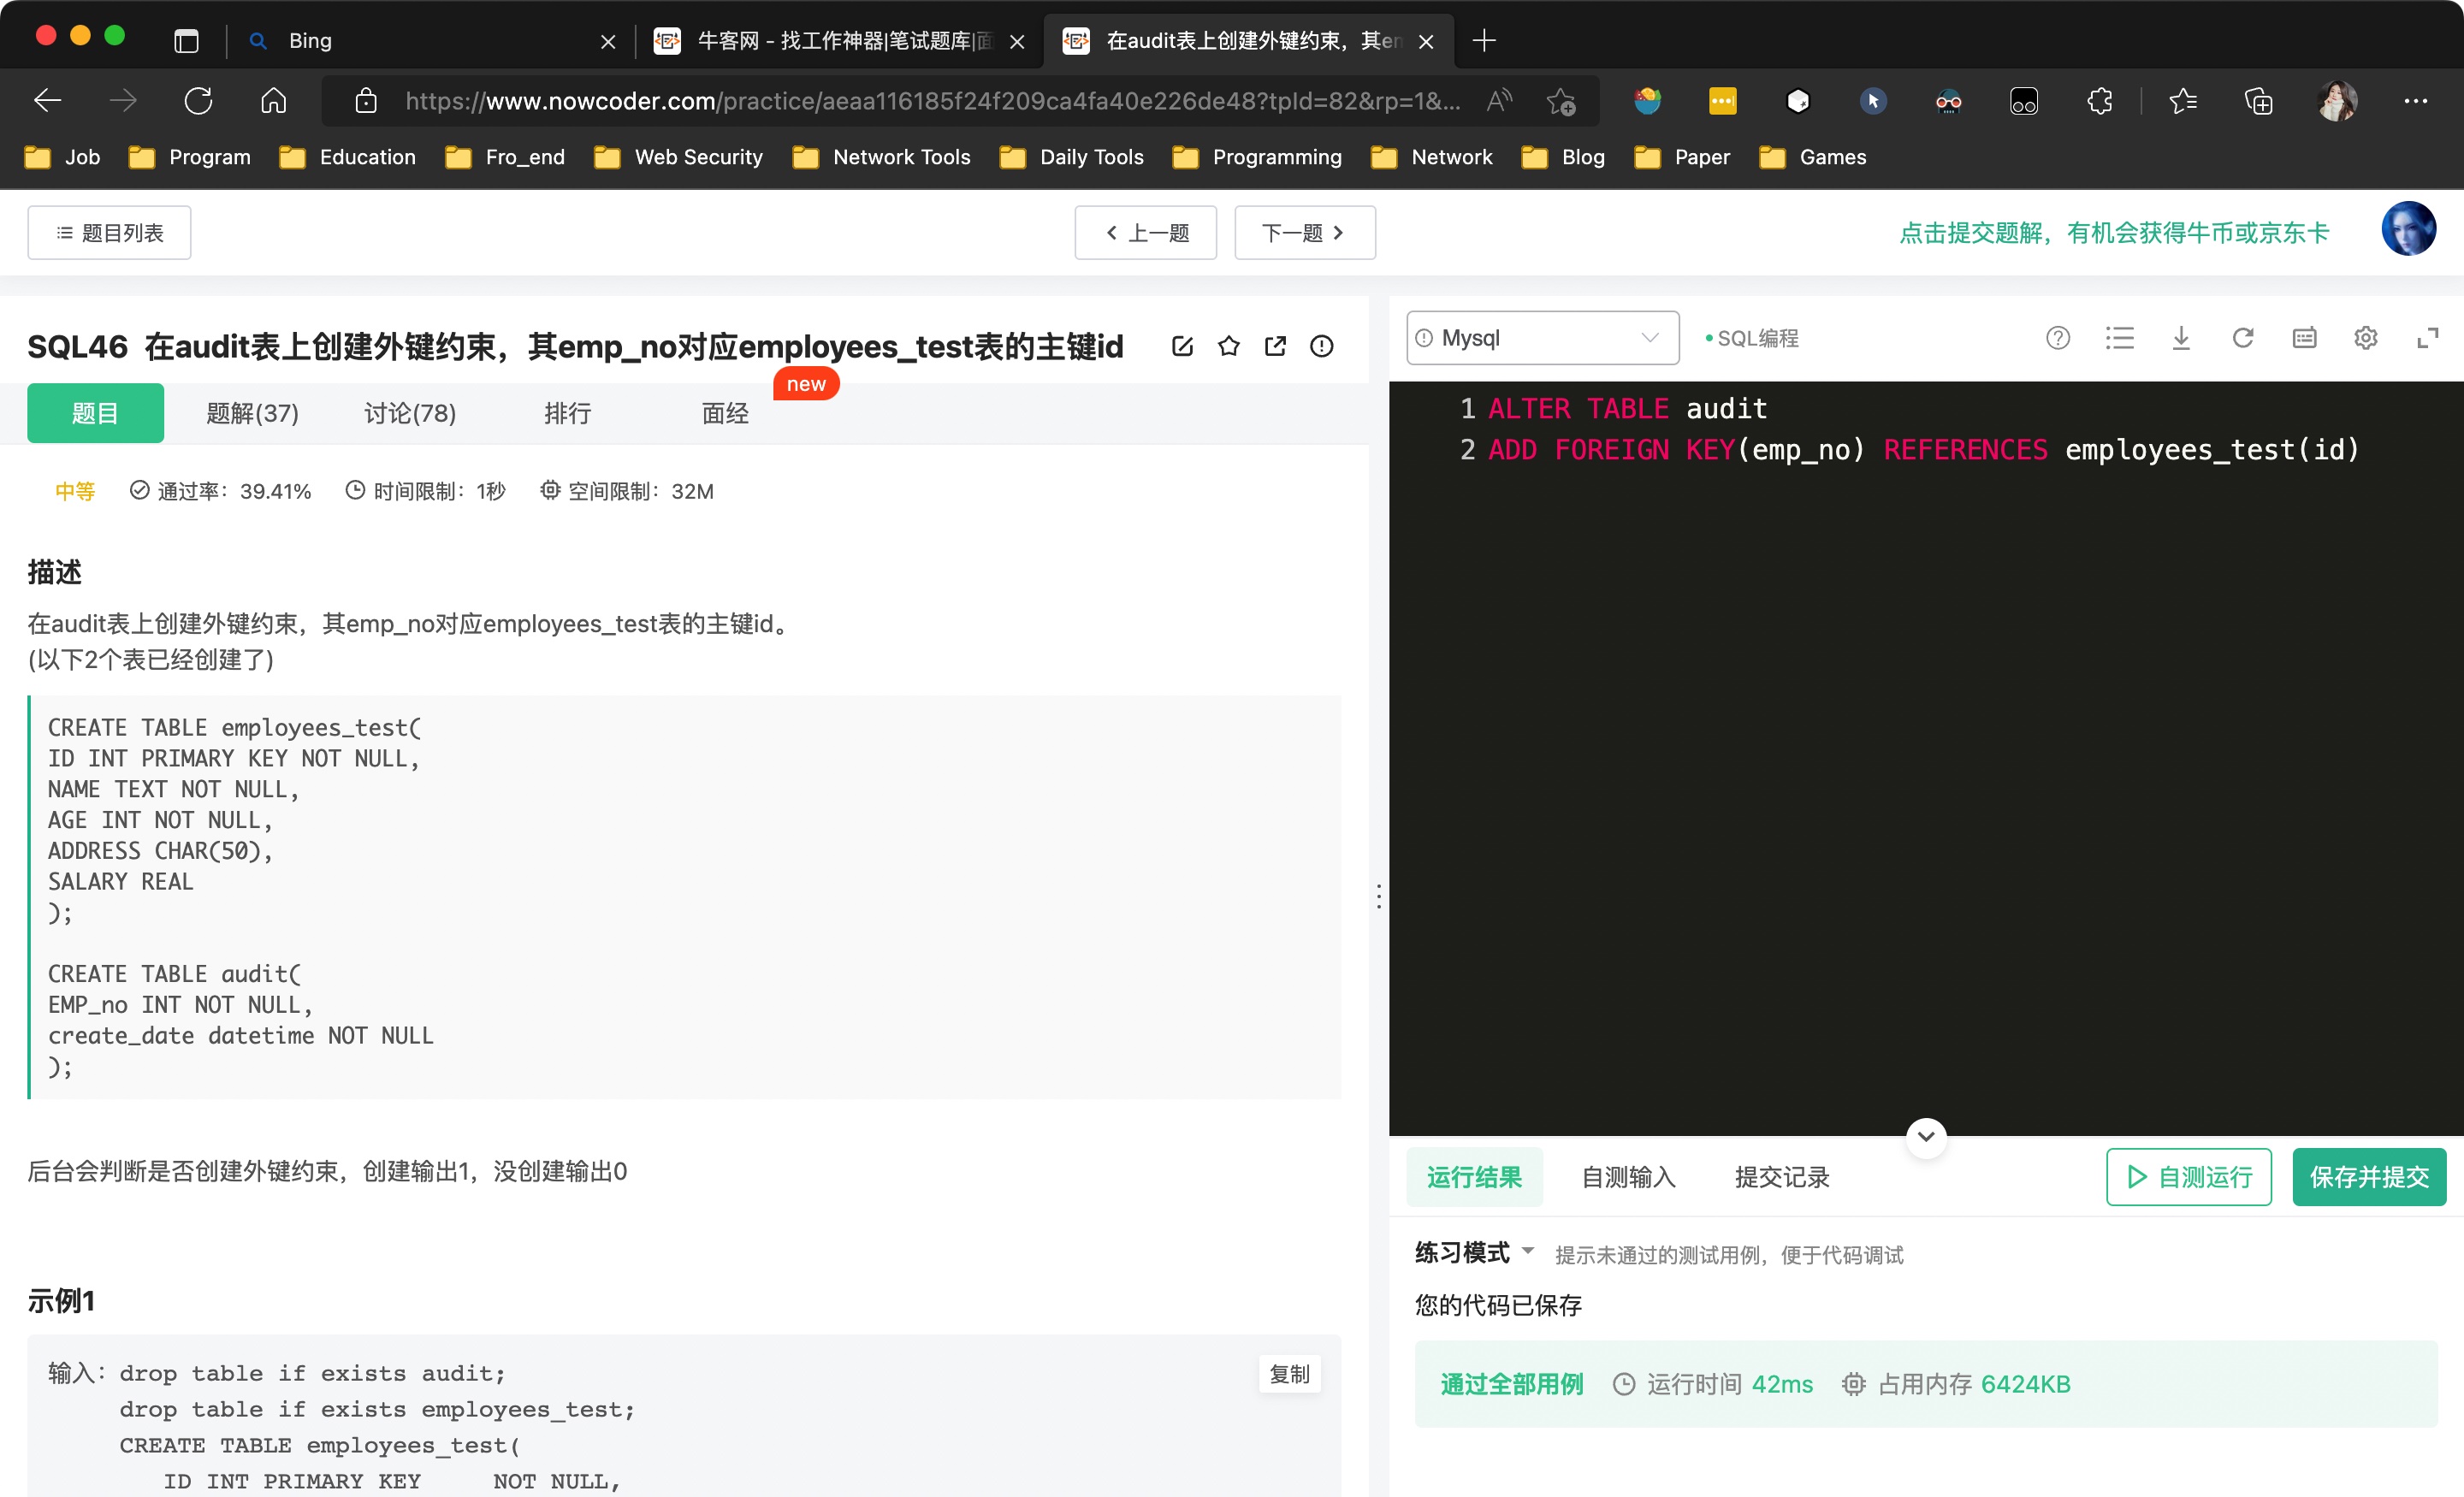 Bing
牛客网 - 找工作神器|笔试题库|面
在audit表上创建外键约束，其em
https://www.nowcoder.com/practice/aeaa116185f24f209ca4fa40e226de48?tpId=82&rp=1&...
Job
Program
Education
Fro_end
Web Security
Network Tools
Daily Tools
Programming
Network
Blog
Paper
Games
题目列表
上一题
下一题
点击提交题解，有机会获得牛币或京东卡
SQL46 在audit表上创建外键约束，其emp_no对应employees_test表的主键id
题目
题解(37)
讨论(78)
排行
面经
new
中等
通过率：39.41%
时间限制：1秒
空间限制：32M
描述
在audit表上创建外键约束，其emp_no对应employees_test表的主键id。
(以下2个表已经创建了)
CREATE TABLE employees_test(
ID INT PRIMARY KEY NOT NULL,
NAME TEXT NOT NULL,
AGE INT NOT NULL,
ADDRESS CHAR(50),
SALARY REAL
);
CREATE TABLE audit(
EMP_no INT NOT NULL,
create_date datetime NOT NULL
);
后台会判断是否创建外键约束，创建输出1，没创建输出0
示例1
输入：drop table if exists audit;
drop table if exists employees_test;
CREATE TABLE employees_test(
ID INT PRIMARY KEY NOT NULL,
复制
Mysql
•SQL编程
1 ALTER TABLE audit
2 ADD FOREIGN KEY(emp_no) REFERENCES employees_test(id)
运行结果
自测输入
提交记录
自测运行
保存并提交
练习模式
提示未通过的测试用例，便于代码调试
您的代码已保存
通过全部用例
运行时间 42ms
占用内存 6424KB